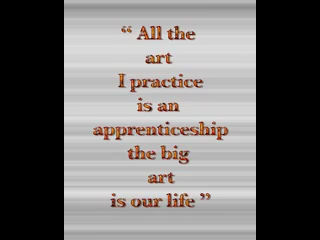 “ All the
art
I practice
is an
apprenticeship
the big
art
is our life ”